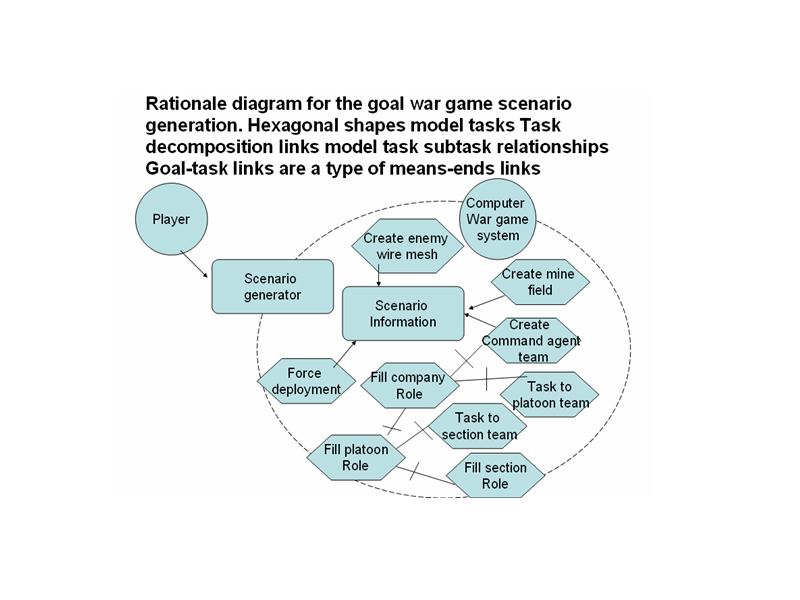 Rationale diagram for the goal war game scenario
generation. Hexagonal shapes model tasks Task
decomposition links model task subtask relationships
Goal-task links are a type of means-ends links
Player
Computer
War game
system
Create enemy
wire mesh
Scenario
generator
Create mine
field
Scenario
Information
Create
Command agent
team
Force
deployment
Fill company
Role
Task to
platoon team
Task to
section team
Fill platoon
Role
Fill section
Role